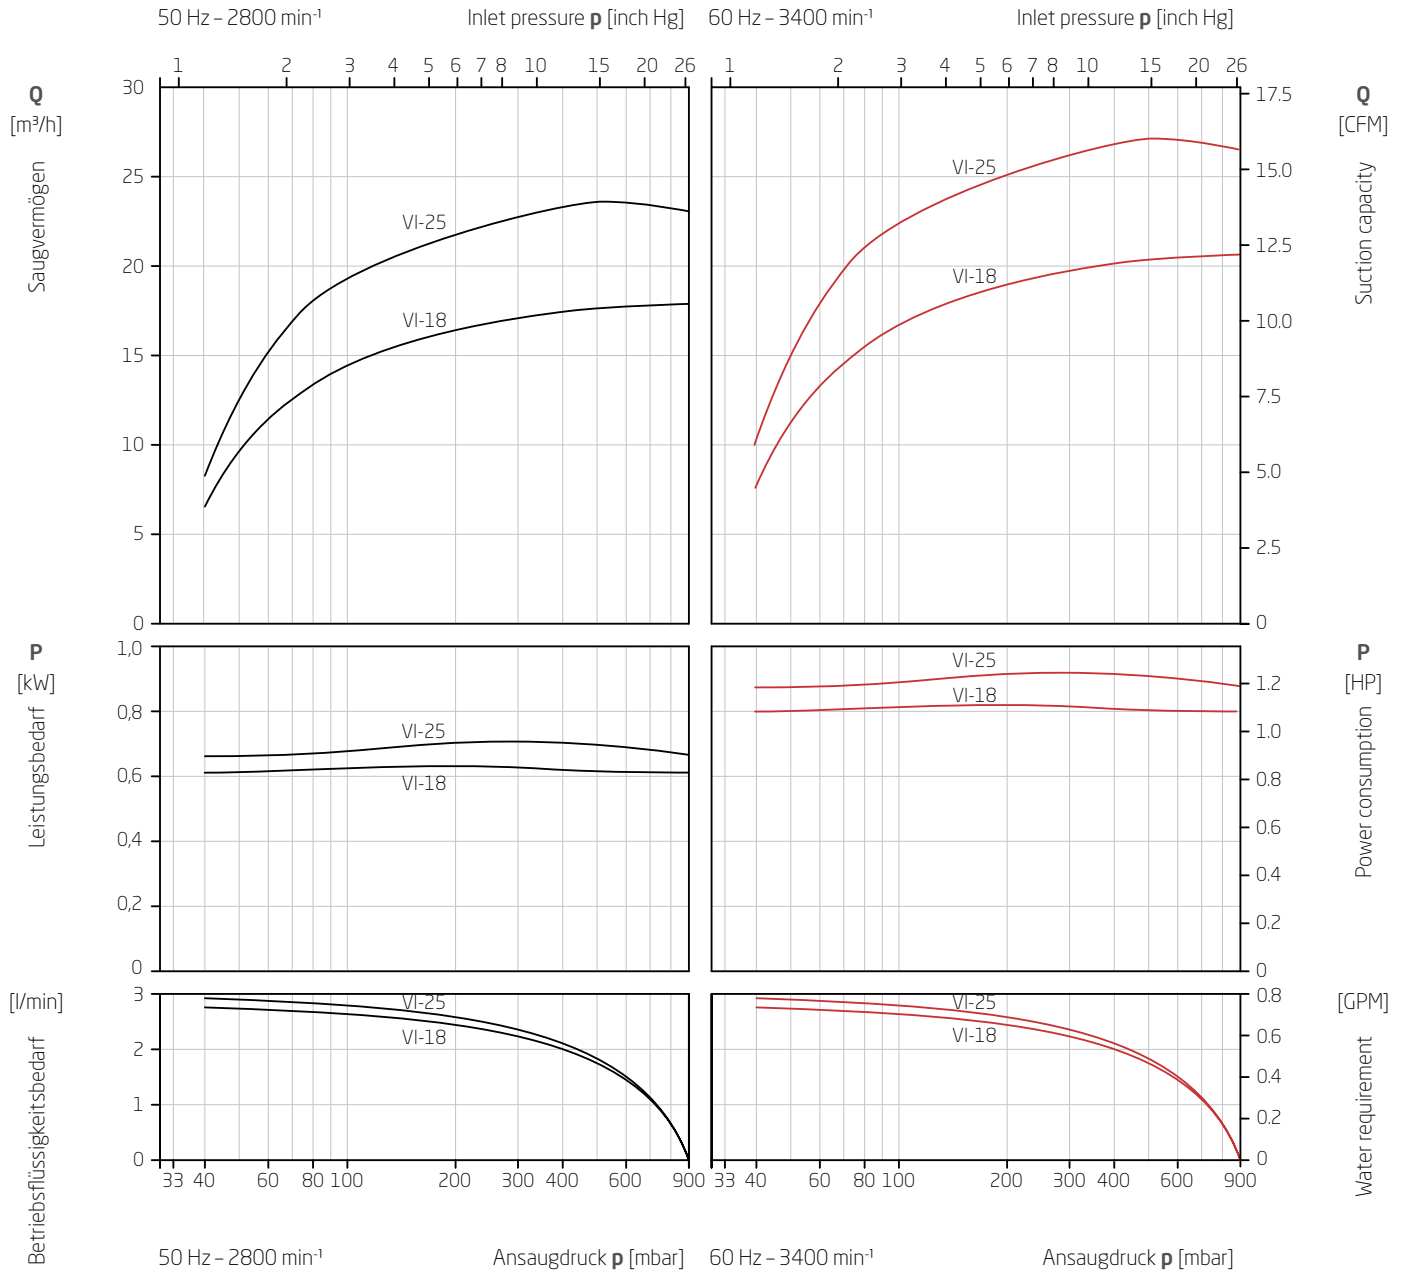 50 Hz – 2800 min⁻¹ Inlet pressure p [inch Hg] 60 Hz – 3400 min⁻¹ Inlet pressure p [inch Hg]
1 2 3 4 5 6 7 8 10 15 20 26 1 2 3 4 5 6 7 8 10 15 20 26
Q
[m³/h]
Saugvermögen
30
25
20
15
10
5
0
VI-25
VI-18
VI-25
VI-18
17.5
15.0
12.5
10.0
7.5
5.0
2.5
0
Q
[CFM]
Suction capacity
P
[kW]
Leistungsbedarf
1,0
0,8
0,6
0,4
0,2
0
VI-25
VI-18
VI-25
VI-18
1.2
1.0
0.8
0.6
0.4
0.2
0
P
[HP]
Power consumption
[l/min]
Betriebsflüssigkeitsbedarf
3
2
1
0
VI-25
VI-18
VI-25
VI-18
0.8
0.6
0.4
0.2
0
[GPM]
Water requirement
33 40 60 80 100 200 300 400 600 900 33 40 60 80 100 200 300 400 600 900
50 Hz – 2800 min⁻¹ Ansaugdruck p [mbar] 60 Hz – 3400 min⁻¹ Ansaugdruck p [mbar]